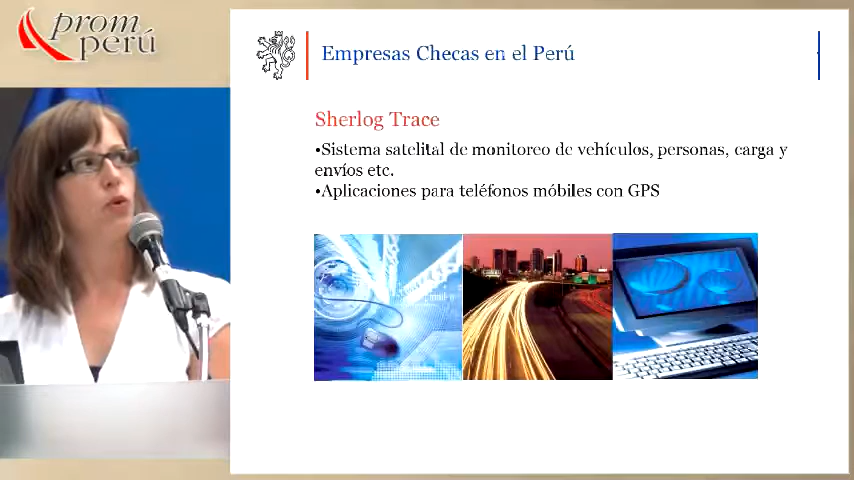 prom
perú
Empresas Checas en el Perú
Sherlog Trace
•Sistema satelital de monitoreo de vehículos, personas, carga y
envíos etc.
•Aplicaciones para teléfonos móbiles con GPS